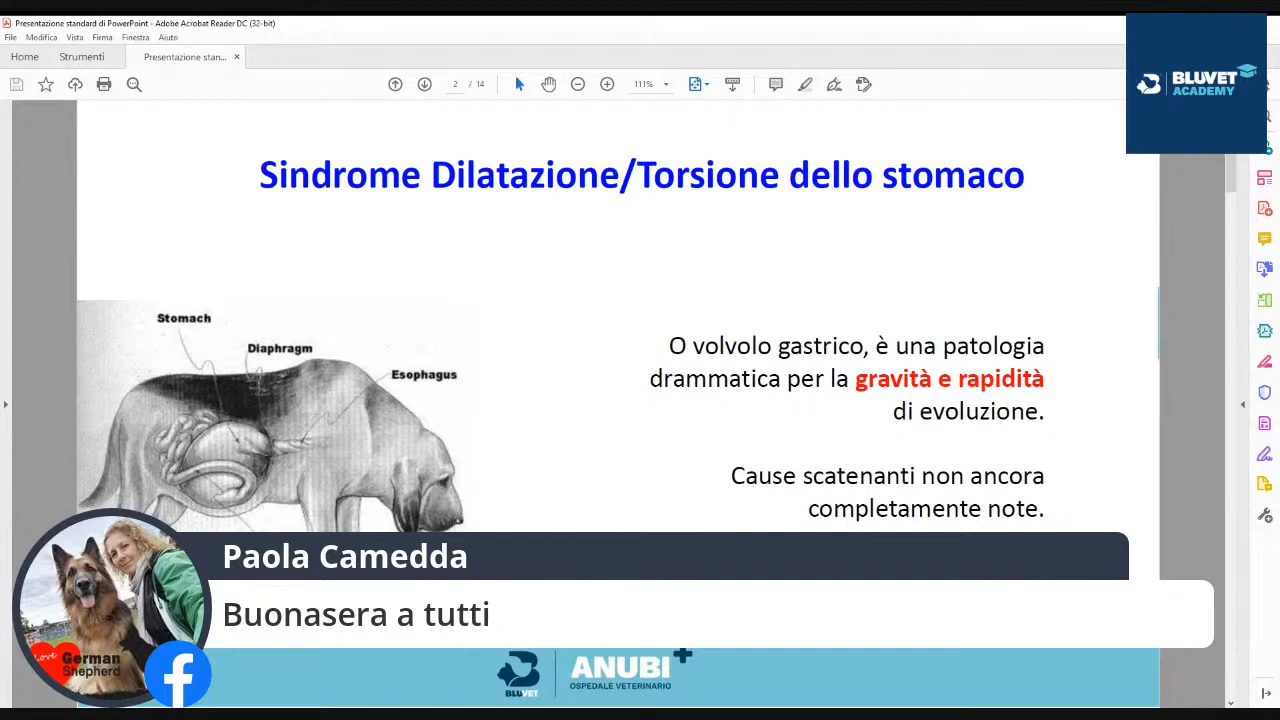 Presentazione standard di PowerPoint - Adobe Acrobat Reader DC (32-bit)
File Modifica Vista Firma Finestra Aiuto
Home Strumenti Presentazione stan... ×
2 / 14 111%
BLUVET
ACADEMY
Sindrome Dilatazione/Torsione dello stomaco
Stomach
Diaphragm
Esophagus
O volvolo gastrico, è una patologia
drammatica per la gravità e rapidità
di evoluzione.
Cause scatenanti non ancora
completamente note.
Paola Camedda
Buonasera a tutti
Love
German
Shepherd
BLUVET
ANUBI
OSPEDALE VETERINARIO